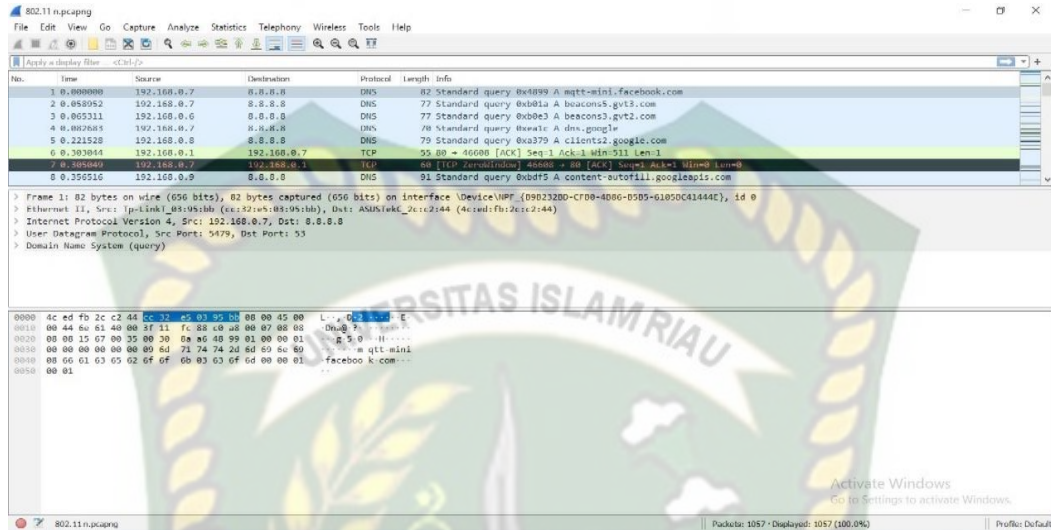 802.11 n.pcapng
File Edit View Go Capture Analyze Statistics Telephony Wireless Tools Help
Apply a display filter ... <Ctrl-/>
No. Time Source Destination Protocol Length Info
1 0.000000 192.168.0.7 8.8.8.8 DNS 82 Standard query 0x4899 A mqtt-mini.facebook.com
2 0.058952 192.168.0.7 8.8.8.8 DNS 77 Standard query 0xb01a A beacons5.gvt3.com
3 0.065311 192.168.0.6 8.8.8.8 DNS 77 Standard query 0xb0e3 A beacons3.gvt2.com
4 0.082683 192.168.0.7 8.8.8.8 DNS 70 Standard query 0xea1c A dns.google
5 0.221528 192.168.0.8 8.8.8.8 DNS 79 Standard query 0xa379 A clients2.google.com
6 0.303044 192.168.0.1 192.168.0.7 TCP 55 80 → 46608 [ACK] Seq=1 Ack=1 Win=511 Len=1
7 0.305049 192.168.0.7 192.168.0.1 TCP 60 [TCP ZeroWindow] 46608 → 80 [ACK] Seq=1 Ack=1 Win=0 Len=0
8 0.356516 192.168.0.9 8.8.8.8 DNS 91 Standard query 0xbdf5 A content-autofill.googleapis.com
> Frame 1: 82 bytes on wire (656 bits), 82 bytes captured (656 bits) on interface \Device\NPF_ id 0
> Ethernet II, Src: Tp-LinkT_03:95:bb (cc:32:e5:03:95:bb), Dst: ASUSTekC_2c:c2:44 (4c:ed:fb:2c:c2:44)
> Internet Protocol Version 4, Src: 192.168.0.7, Dst: 8.8.8.8
> User Datagram Protocol, Src Port: 5479, Dst Port: 53
> Domain Name System (query)
0000 4c ed fb 2c c2 44 cc 32 e5 03 95 bb 08 00 45 00
0010 00 44 6e 61 40 00 3f 11 fc 88 c0 a8 00 07 08 08
0020 08 08 15 67 00 35 00 30 8a a6 48 99 01 00 00 01
0030 00 00 00 00 00 00 09 6d 71 74 74 2d 6d 69 6e 69 m qtt-mini
0040 08 66 61 63 65 62 6f 6f 6b 03 63 6f 6d 00 00 01 ·faceboo k·com···
0050 00 01
UNIVERSITAS ISLAM RIAU
Activate Windows
Go to Settings to activate Windows.
802.11 n.pcapng Packets: 1057 · Displayed: 1057 (100.0%) Profile: Default